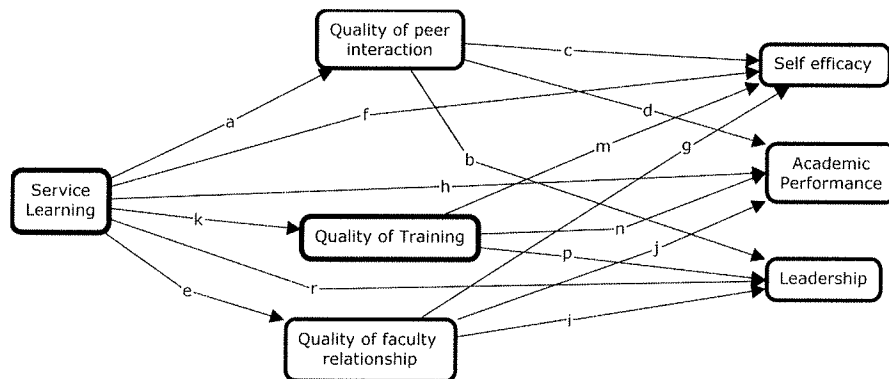 Quality of peer
interaction
c
Self efficacy
a
f
d
m
g
b
Academic
Performance
Service
Learning
h
k
n
Quality of Training
p
j
Leadership
e
r
i
Quality of faculty
relationship